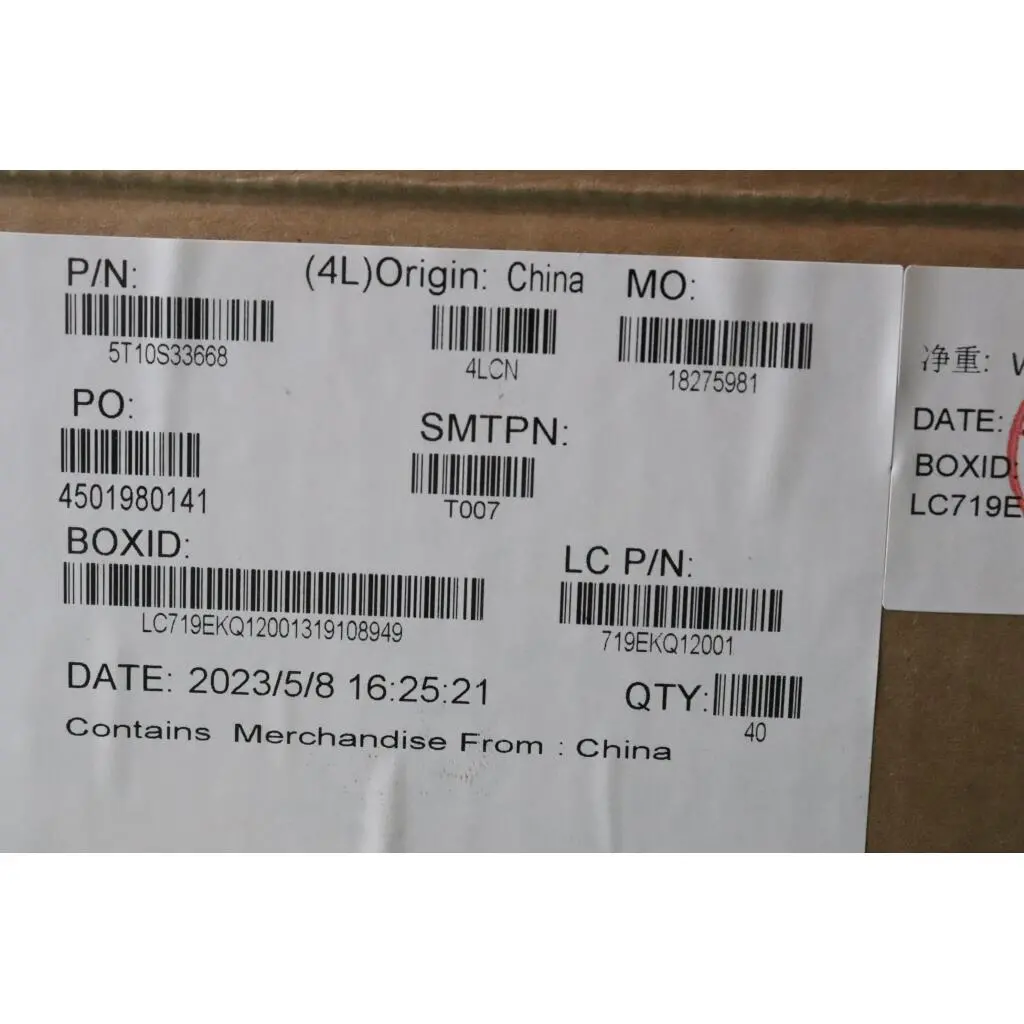 P/N:
5T10S33668
(4L)Origin: China
4LCN
MO:
18275981
PO:
4501980141
SMTPN:
T007
BOXID:
LC719EKQ12001319108949
LC P/N:
719EKQ12001
DATE: 2023/5/8 16:25:21
QTY:
40
Contains Merchandise From : China
净重:
DATE:
BOXID:
LC719E